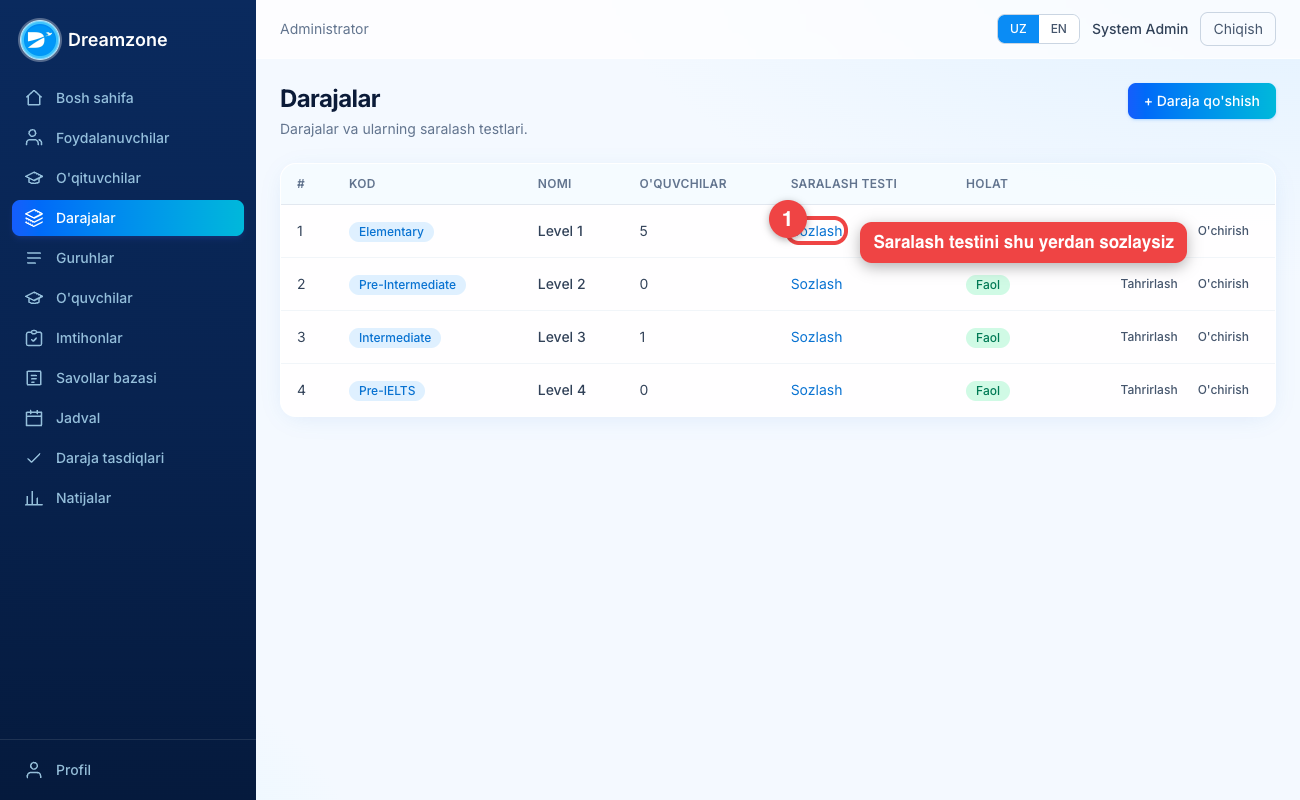 Dreamzone
Administrator
UZ EN System Admin Chiqish
Bosh sahifa
Foydalanuvchilar
O'qituvchilar
Darajalar
Guruhlar
O'quvchilar
Imtihonlar
Savollar bazasi
Jadval
Daraja tasdiqlari
Natijalar
Profil
Darajalar
+ Daraja qo'shish
Darajalar va ularning saralash testlari.
# KOD NOMI O'QUVCHILAR SARALASH TESTI HOLAT
1 Elementary Level 1 5 1 ozlash Saralash testini shu yerdan sozlaysiz O'chirish
2 Pre-Intermediate Level 2 0 Sozlash Faol Tahrirlash O'chirish
3 Intermediate Level 3 1 Sozlash Faol Tahrirlash O'chirish
4 Pre-IELTS Level 4 0 Sozlash Faol Tahrirlash O'chirish